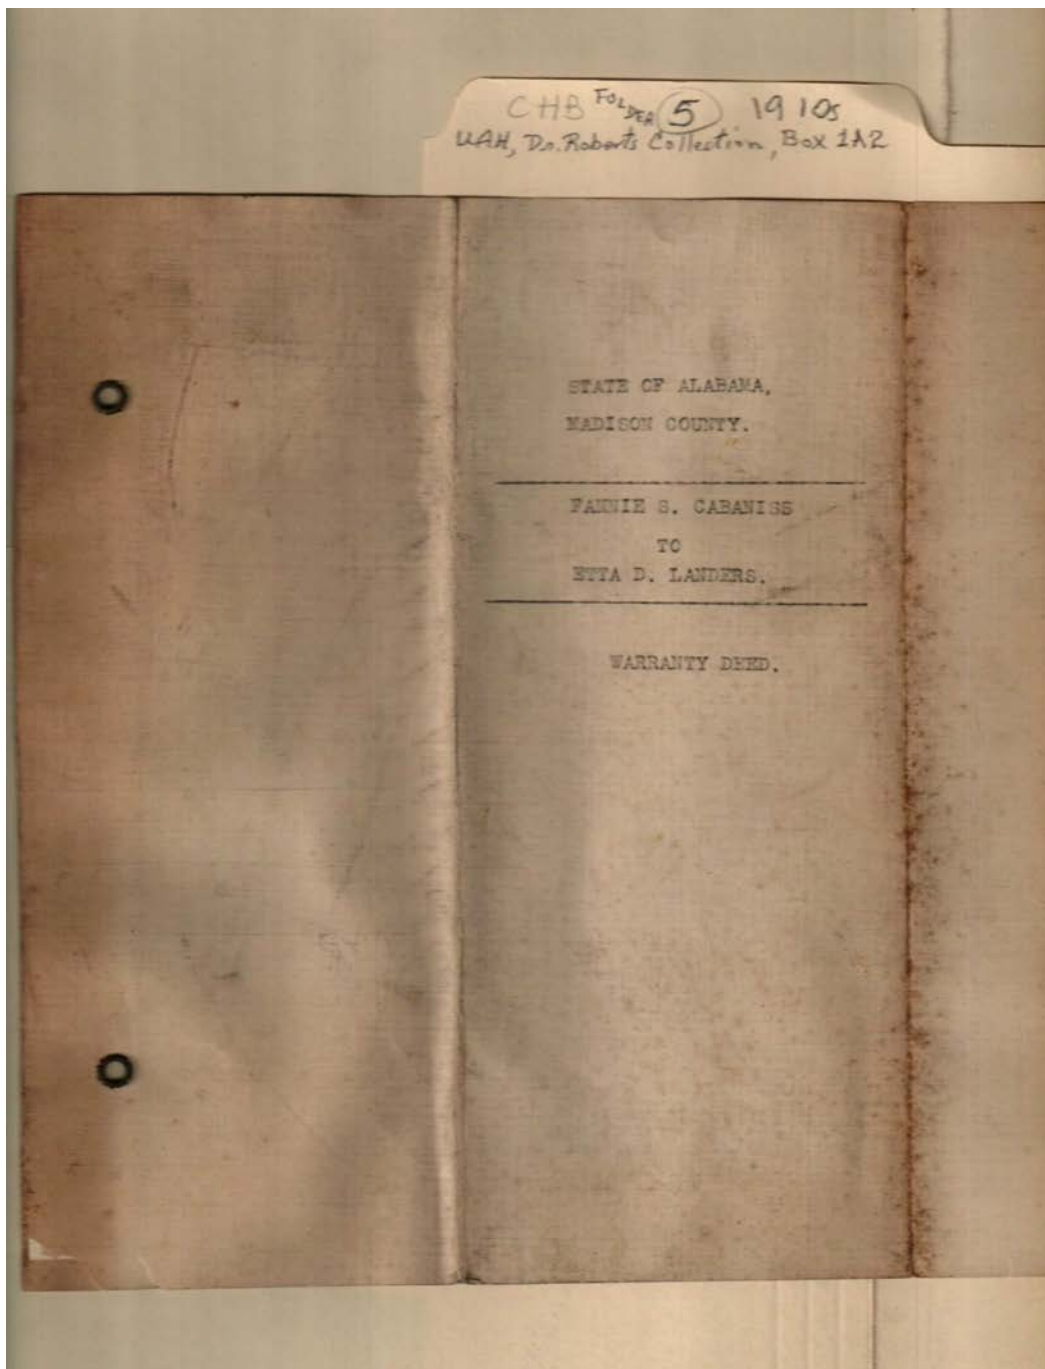 CHB FOLDER 5 1910s
UAH, Dr. Roberts Collection, Box 1A2
STATE OF ALABAMA,
MADISON COUNTY.
FANNIE S. CABANISS
TO
ETTA D. LANDERS.
WARRANTY DEED.